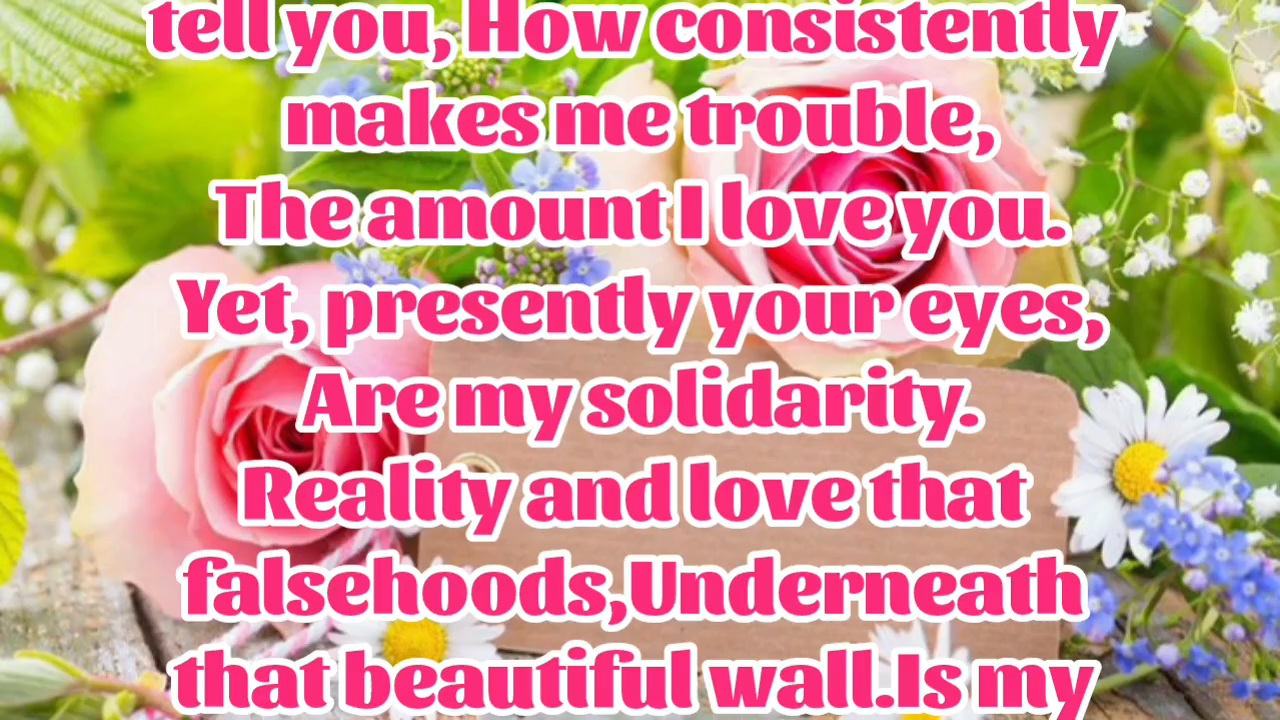 tell you, How consistently
makes me trouble,
The amount I love you.
Yet, presently your eyes,
Are my solidarity.
Reality and love that
falsehoods,Underneath
that beautiful wall.Is my